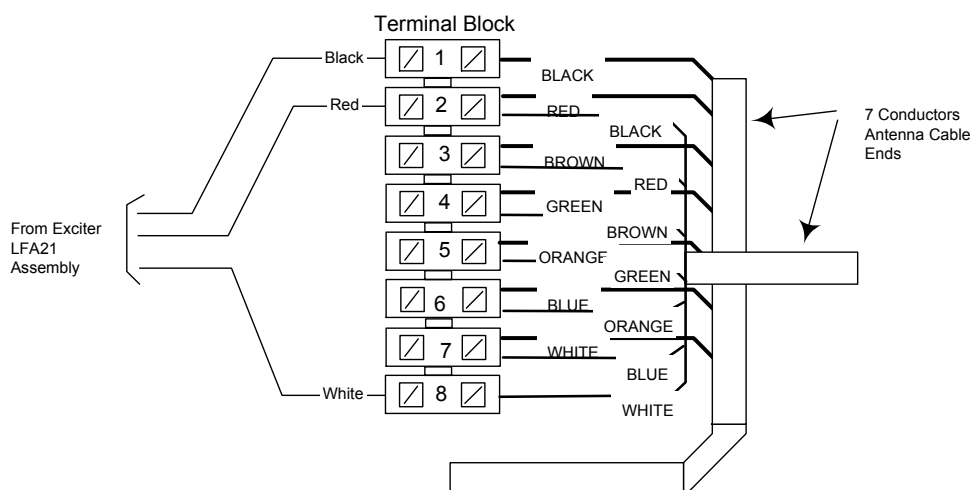 Terminal Block
Black
1
BLACK
Red
2
RED
BLACK
7 Conductors
Antenna Cable
Ends
3
BROWN
RED
4
GREEN
From Exciter
LFA21
Assembly
BROWN
5
ORANGE
GREEN
6
BLUE
ORANGE
7
WHITE
BLUE
White
8
WHITE